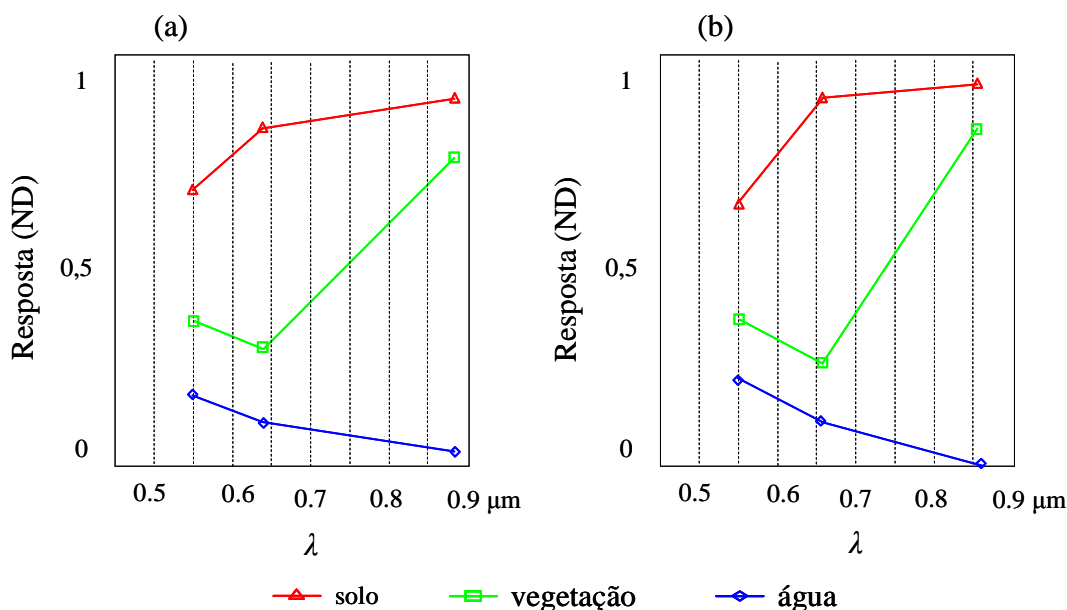 (a)
1
0,5
0
Resposta (ND)
0.5 0.6 0.7 0.8 0.9 μm
λ
(b)
1
0,5
0
Resposta (ND)
0.5 0.6 0.7 0.8 0.9 μm
λ
solo vegetação água